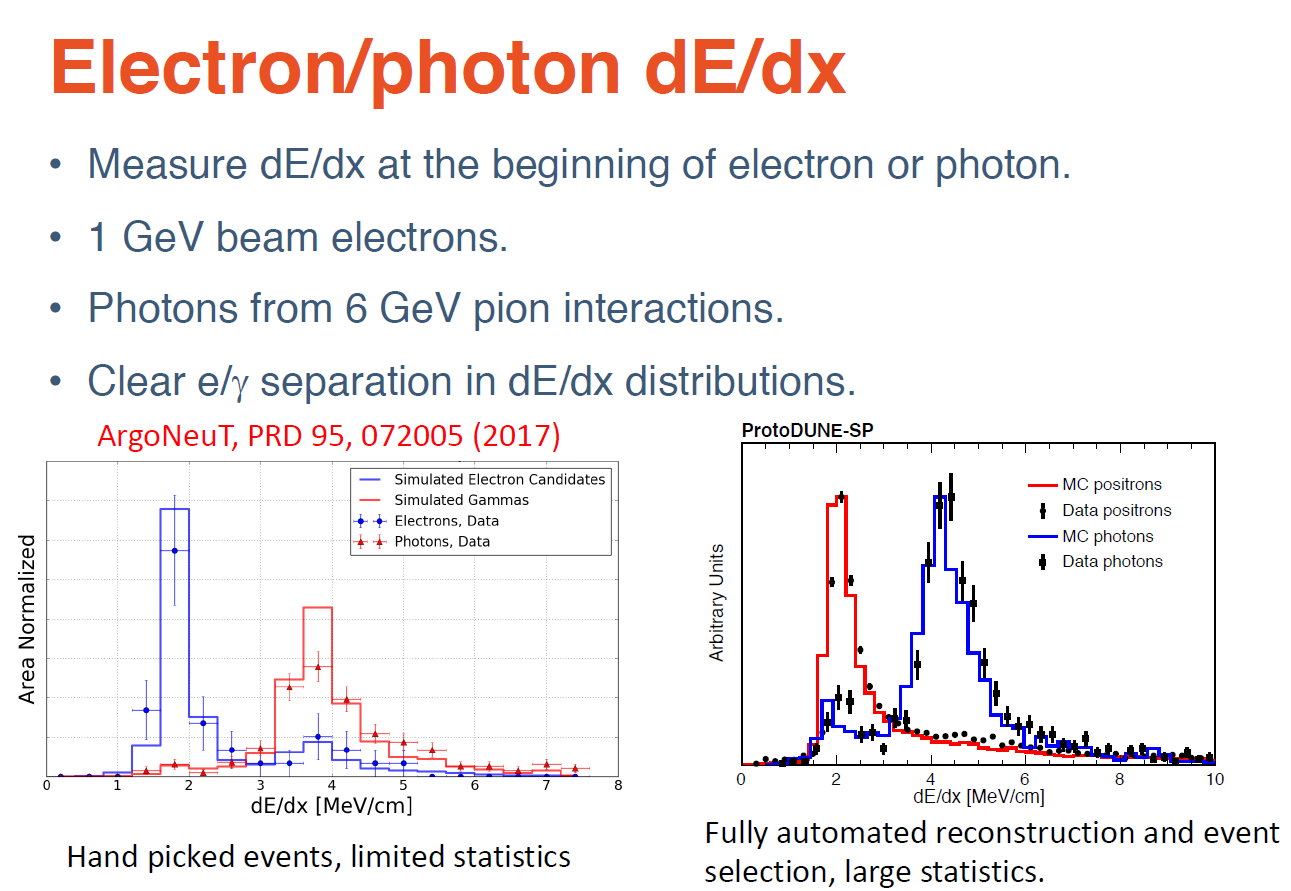 Electron/photon dE/dx
• Measure dE/dx at the beginning of electron or photon.
• 1 GeV beam electrons.
• Photons from 6 GeV pion interactions.
• Clear e/γ separation in dE/dx distributions.
ArgoNeuT, PRD 95, 072005 (2017)
Simulated Electron Candidates
Simulated Gammas
Electrons, Data
Photons, Data
Area Normalized
0 1 2 3 4 5 6 7 8
dE/dx [MeV/cm]
Hand picked events, limited statistics
ProtoDUNE-SP
MC positrons
Data positrons
MC photons
Data photons
Arbitrary Units
0 2 4 6 8 10
dE/dx [MeV/cm]
Fully automated reconstruction and event
selection, large statistics.